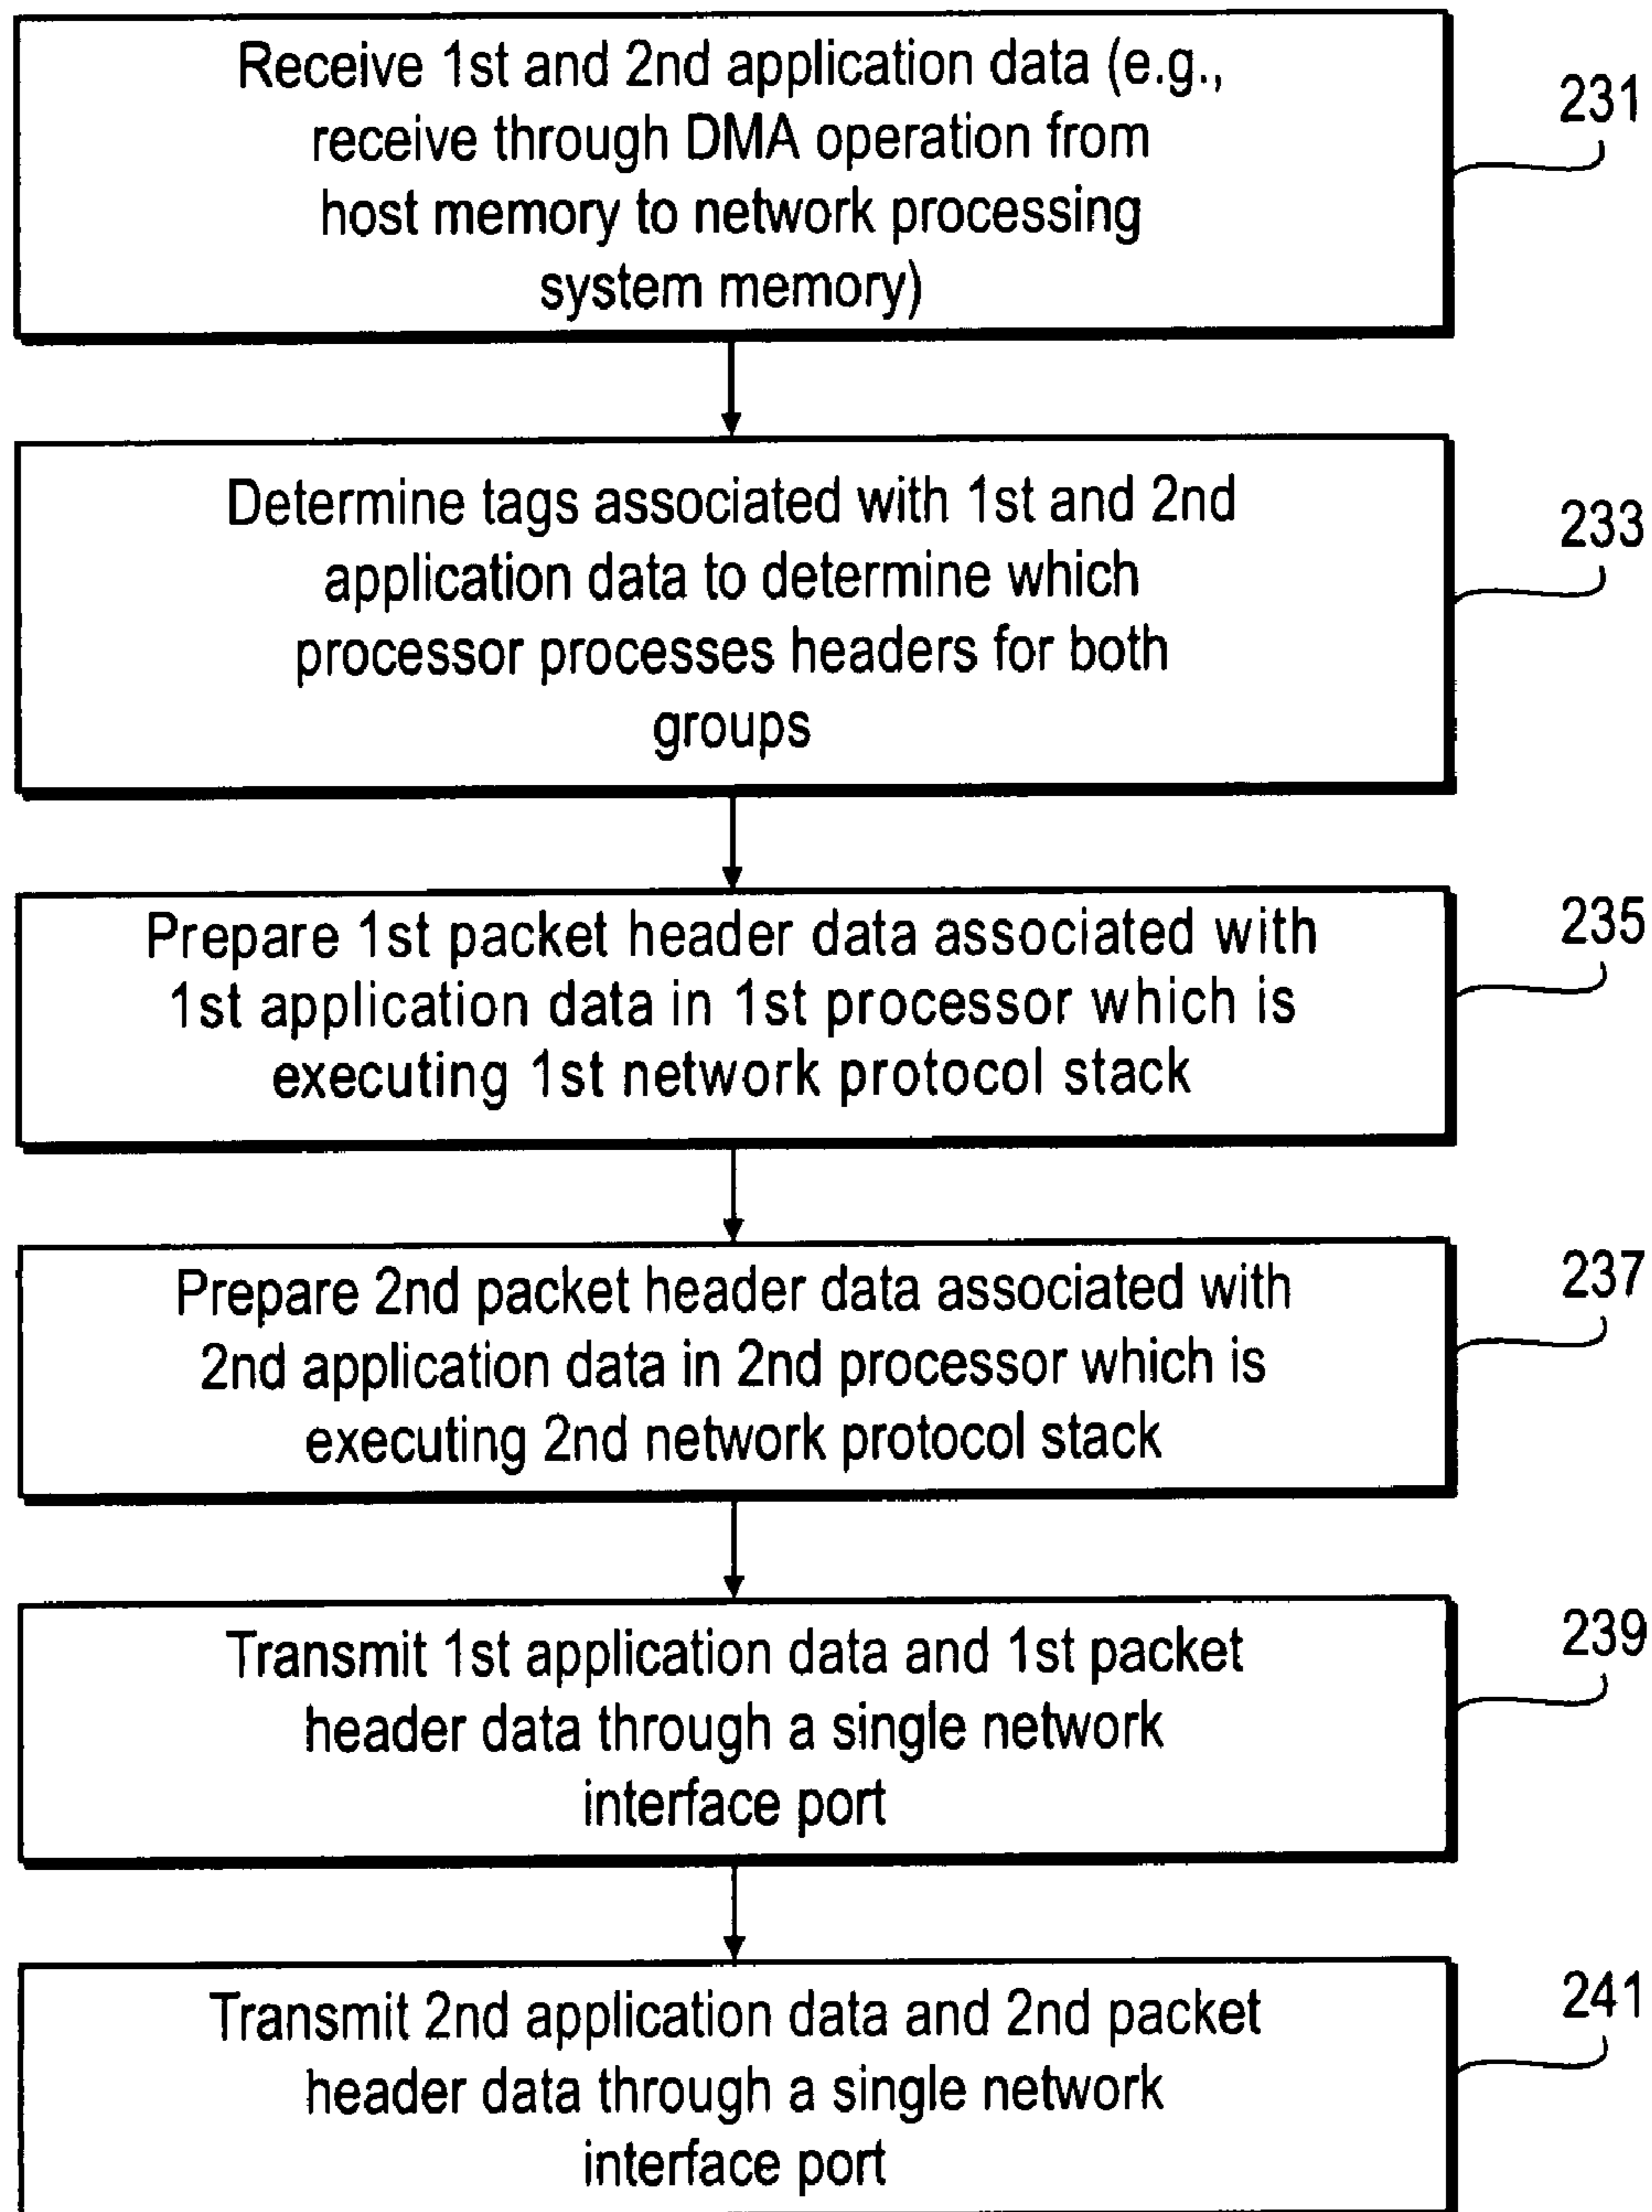 Receive 1st and 2nd application data (e.g.,
receive through DMA operation from
host memory to network processing
system memory)
231
Determine tags associated with 1st and 2nd
application data to determine which
processor processes headers for both
groups
233
Prepare 1st packet header data associated with
1st application data in 1st processor which is
executing 1st network protocol stack
235
Prepare 2nd packet header data associated with
2nd application data in 2nd processor which is
executing 2nd network protocol stack
237
Transmit 1st application data and 1st packet
header data through a single network
interface port
239
Transmit 2nd application data and 2nd packet
header data through a single network
interface port
241